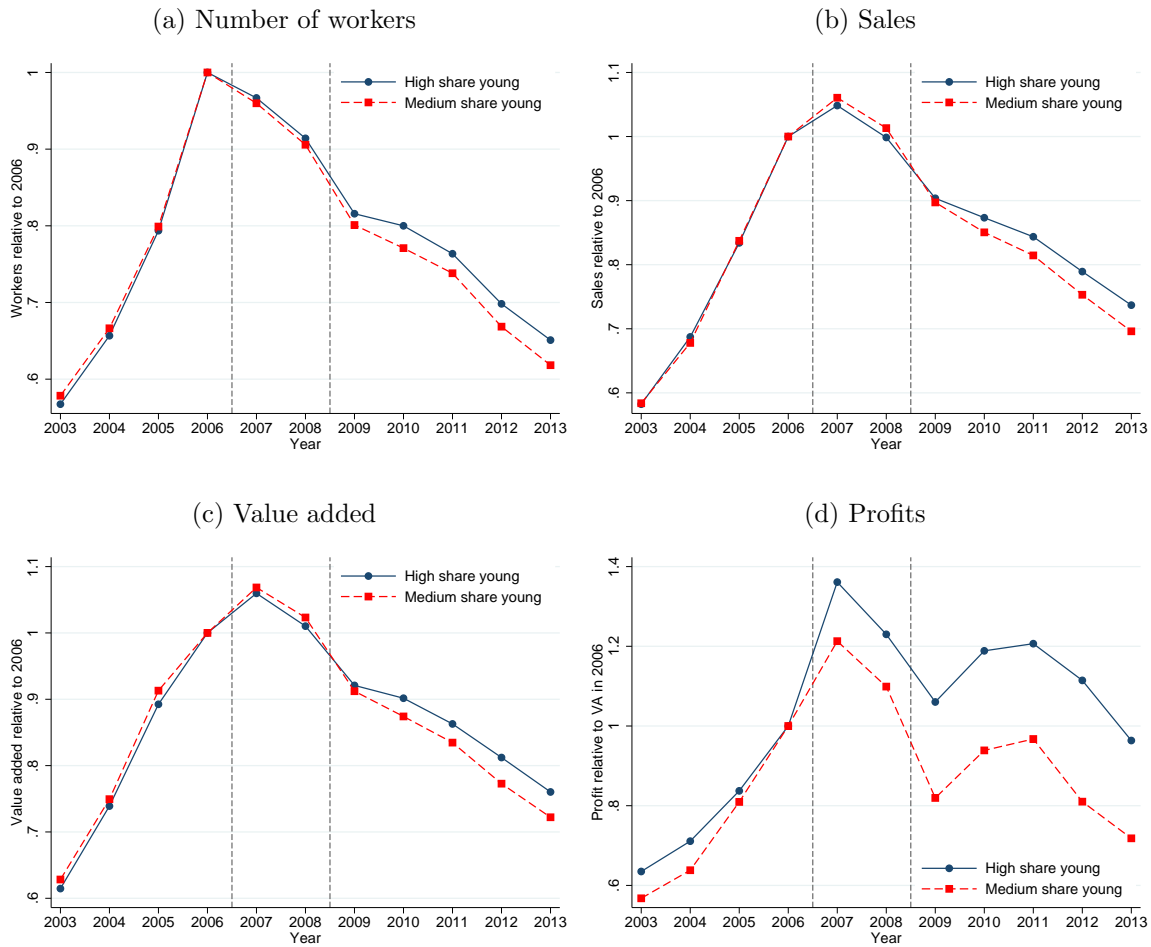 (a) Number of workers
Workers relative to 2006
1
.9
.8
.7
.6
High share young
Medium share young
2003 2004 2005 2006 2007 2008 2009 2010 2011 2012 2013
Year
(b) Sales
Sales relative to 2006
1.1
1
.9
.8
.7
.6
High share young
Medium share young
2003 2004 2005 2006 2007 2008 2009 2010 2011 2012 2013
Year
(c) Value added
Value added relative to 2006
1.1
1
.9
.8
.7
.6
High share young
Medium share young
2003 2004 2005 2006 2007 2008 2009 2010 2011 2012 2013
Year
(d) Profits
Profit relative to VA in 2006
1.4
1.2
1
.8
.6
High share young
Medium share young
2003 2004 2005 2006 2007 2008 2009 2010 2011 2012 2013
Year